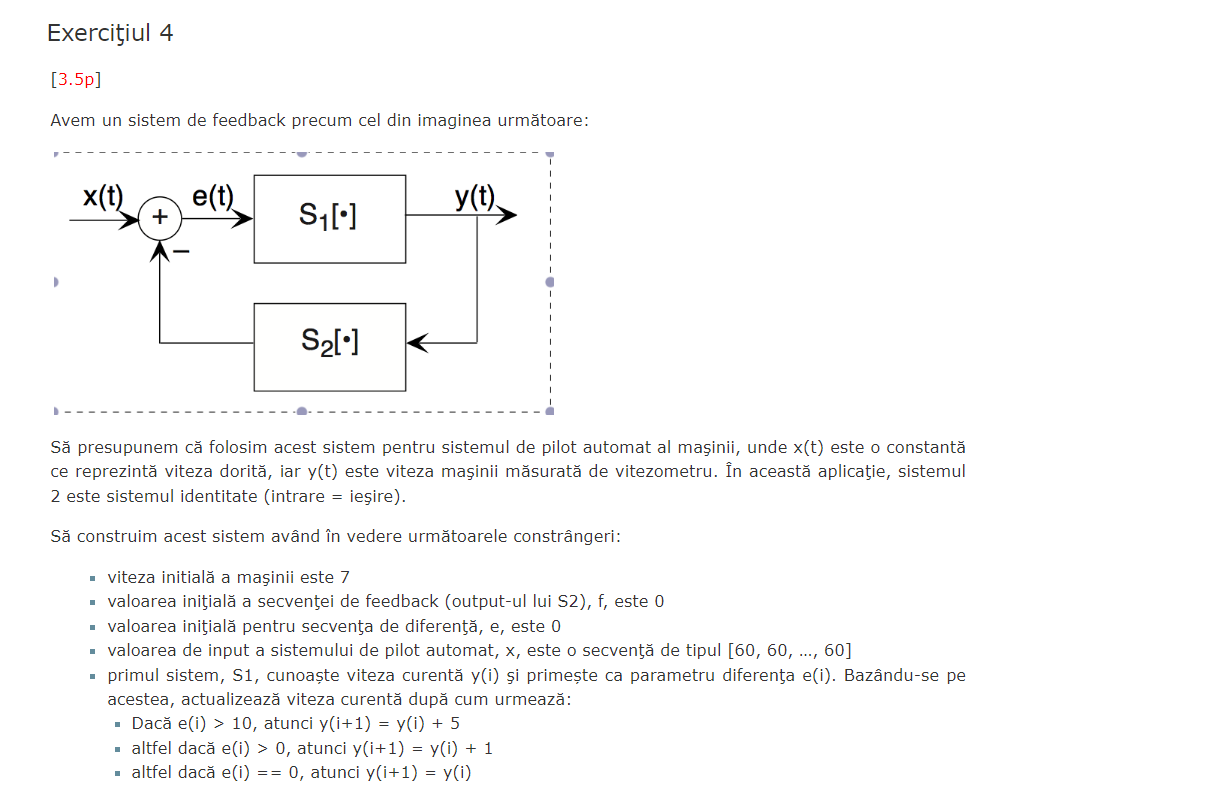 Exerciţiul 4
[3.5p]
Avem un sistem de feedback precum cel din imaginea următoare:
x(t) + e(t) S1[•] y(t)
−
S2[•]
Să presupunem că folosim acest sistem pentru sistemul de pilot automat al maşinii, unde x(t) este o constantă
ce reprezintă viteza dorită, iar y(t) este viteza maşinii măsurată de vitezometru. În această aplicaţie, sistemul
2 este sistemul identitate (intrare = ieşire).
Să construim acest sistem având în vedere următoarele constrângeri:
▪ viteza initială a maşinii este 7
▪ valoarea iniţială a secvenţei de feedback (output-ul lui S2), f, este 0
▪ valoarea iniţială pentru secvenţa de diferenţă, e, este 0
▪ valoarea de input a sistemului de pilot automat, x, este o secvenţă de tipul [60, 60, …, 60]
▪ primul sistem, S1, cunoaşte viteza curentă y(i) şi primeşte ca parametru diferenţa e(i). Bazându-se pe
acestea, actualizează viteza curentă după cum urmează:
▪ Dacă e(i) > 10, atunci y(i+1) = y(i) + 5
▪ altfel dacă e(i) > 0, atunci y(i+1) = y(i) + 1
▪ altfel dacă e(i) == 0, atunci y(i+1) = y(i)